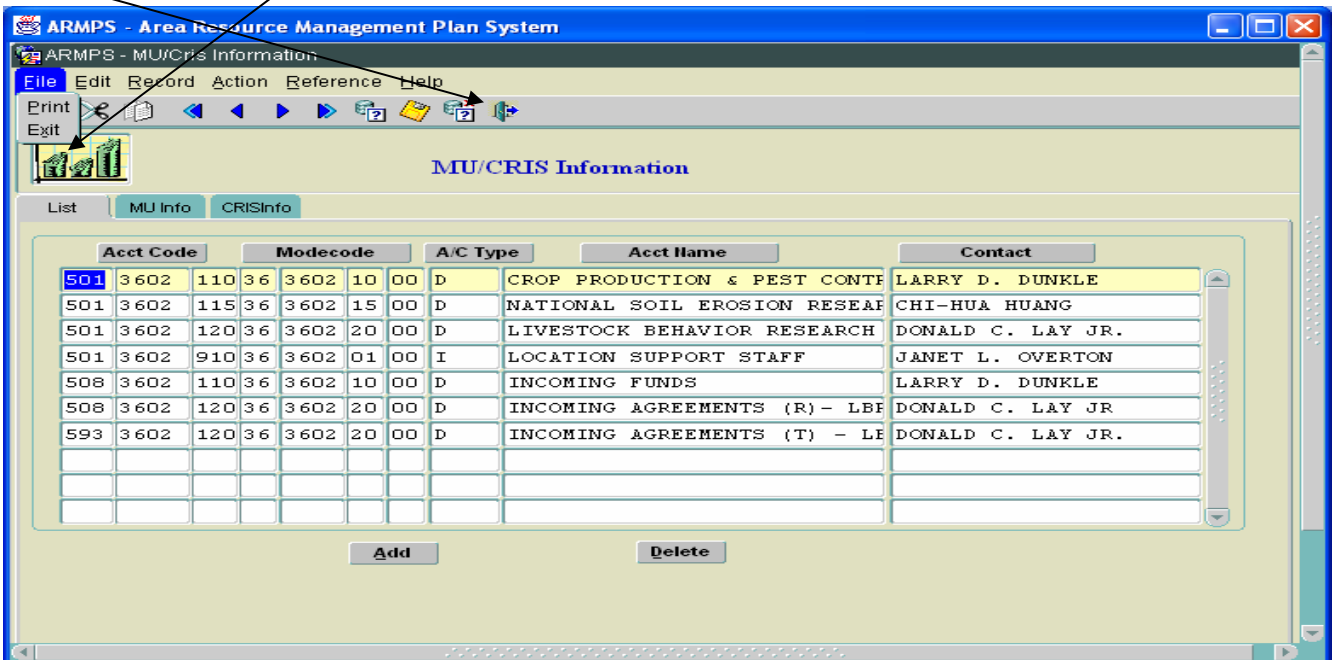 ARMPS - Area Resource Management Plan System
ARMPS - MU/Cris Information
File Edit Record Action Reference Help
Print
Exit
MU/CRIS Information
List MU Info CRISInfo
Acct Code Modecode A/C Type Acct Name Contact
501 3602 110 36 3602 10 00 D CROP PRODUCTION & PEST CONTR LARRY D. DUNKLE
501 3602 115 36 3602 15 00 D NATIONAL SOIL EROSION RESEAR CHI-HUA HUANG
501 3602 120 36 3602 20 00 D LIVESTOCK BEHAVIOR RESEARCH DONALD C. LAY JR.
501 3602 910 36 3602 01 00 I LOCATION SUPPORT STAFF JANET L. OVERTON
508 3602 110 36 3602 10 00 D INCOMING FUNDS LARRY D. DUNKLE
508 3602 120 36 3602 20 00 D INCOMING AGREEMENTS (R)- LBR DONALD C. LAY JR
593 3602 120 36 3602 20 00 D INCOMING AGREEMENTS (T) - LB DONALD C. LAY JR.
Add Delete